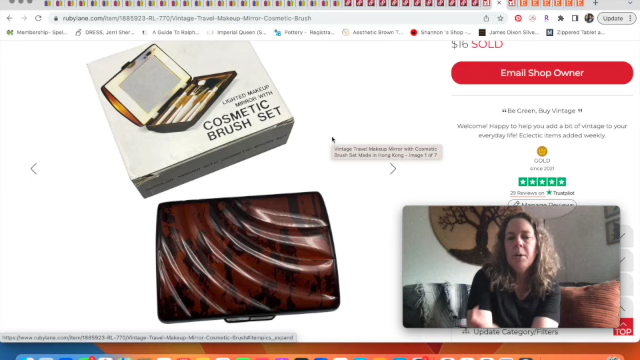 rubylane.com/item/1885923-RL-770/Vintage-Travel-Makeup-Mirror-Cosmetic-Brush
Update
Membership- Spel...
DRESS, Jerri Sher...
A Guide To Ralph...
Imperial Queen (S...
Pottery - Registra...
Aesthetic Brown T...
Shannon 's Shop -...
James Dixon Silve...
Zippered Tablet a...
$16 SOLD
Email Shop Owner
LIGHTED MAKEUP
MIRROR WITH
COSMETIC
BRUSH SET
Vintage Travel Makeup Mirror with Cosmetic
Brush Set Made in Hong Kong - Image 1 of 7
Be Green, Buy Vintage
Welcome! Happy to help you add a bit of vintage to your
everyday life! Eclectic items added weekly.
GOLD
since 2021
29 Reviews on Trustpilot
Manage Reviews
Update Category/Filters
TOP